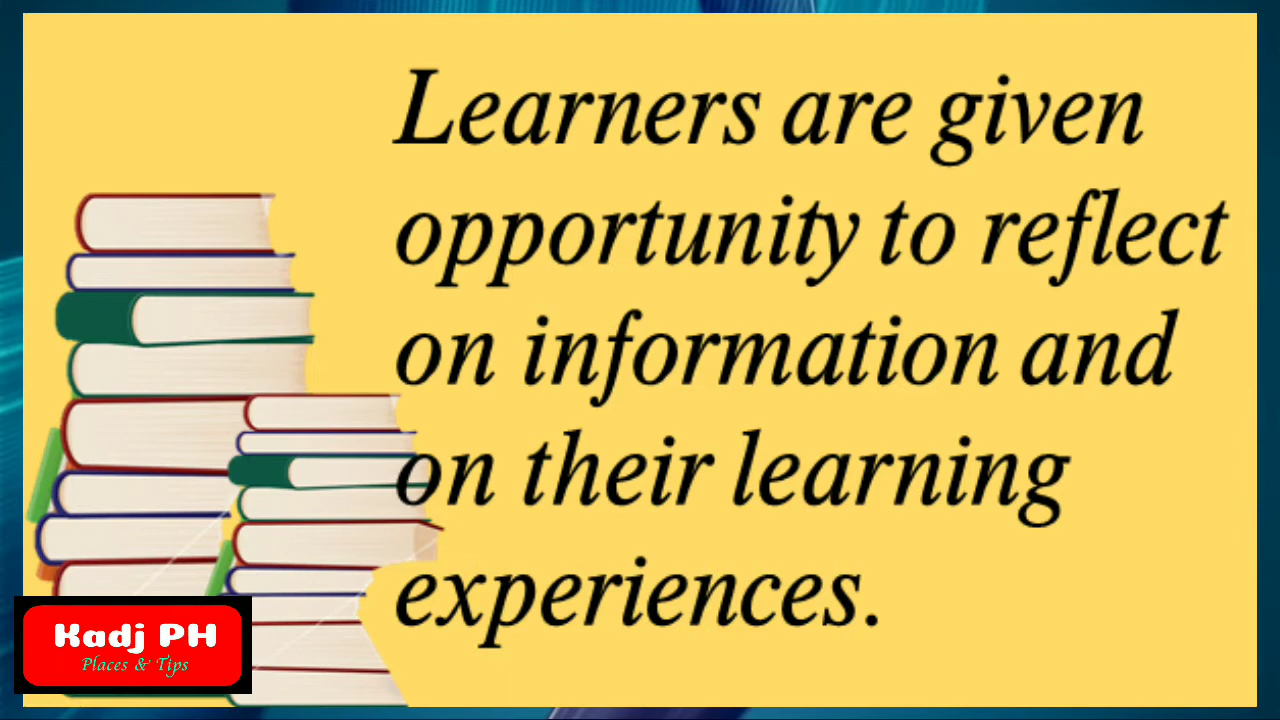 Learners are given
opportunity to reflect
on information and
on their learning
experiences.
Kadj PH
Places & Tips